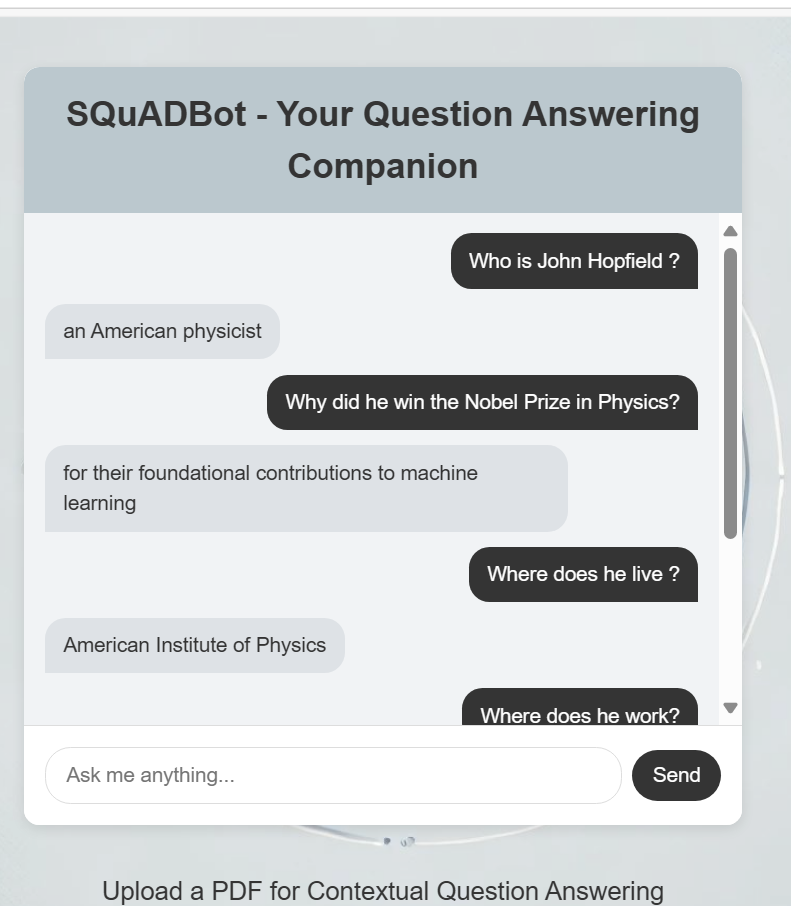 SQuADBot - Your Question Answering
Companion
Who is John Hopfield ?
an American physicist
Why did he win the Nobel Prize in Physics?
for their foundational contributions to machine
learning
Where does he live ?
American Institute of Physics
Where does he work?
Ask me anything...
Send
Upload a PDF for Contextual Question Answering